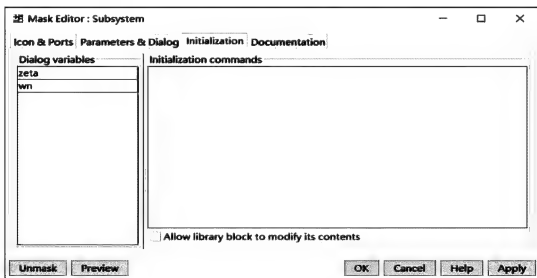 Mask Editor : Subsystem
Icon & Ports Parameters & Dialog Initialization Documentation
Dialog variables
Initialization commands
zeta
wn
Allow library block to modify its contents
Unmask Preview OK Cancel Help Apply